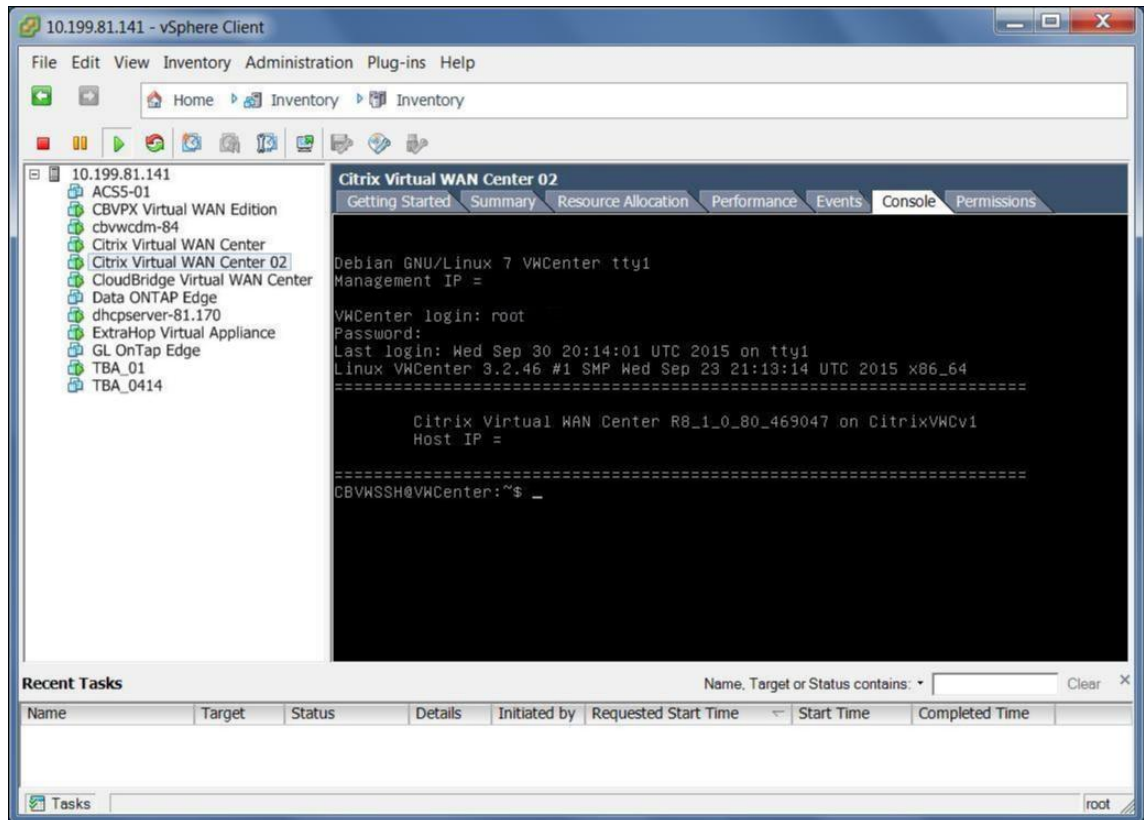 10.199.81.141 - vSphere Client
File Edit View Inventory Administration Plug-ins Help
Home Inventory Inventory
10.199.81.141
ACS5-01
CBVPX Virtual WAN Edition
cbvwcdm-84
Citrix Virtual WAN Center
Citrix Virtual WAN Center 02
CloudBridge Virtual WAN Center
Data ONTAP Edge
dhcpserver-81.170
ExtraHop Virtual Appliance
GL OnTap Edge
TBA_01
TBA_0414
Citrix Virtual WAN Center 02
Getting Started Summary Resource Allocation Performance Events Console Permissions
Debian GNU/Linux 7 VWCenter tty1
Management IP =
VWCenter login: root
Password:
Last login: Wed Sep 30 20:14:01 UTC 2015 on tty1
Linux VWCenter 3.2.46 #1 SMP Wed Sep 23 21:13:14 UTC 2015 x86_64
======================================================================
Citrix Virtual WAN Center R8_1_0_80_469047 on CitrixVWCv1
Host IP =
======================================================================
CBVWSSH@VWCenter:~$ _
Recent Tasks
Name, Target or Status contains: Clear ×
Name Target Status Details Initiated by Requested Start Time Start Time Completed Time
Tasks
root